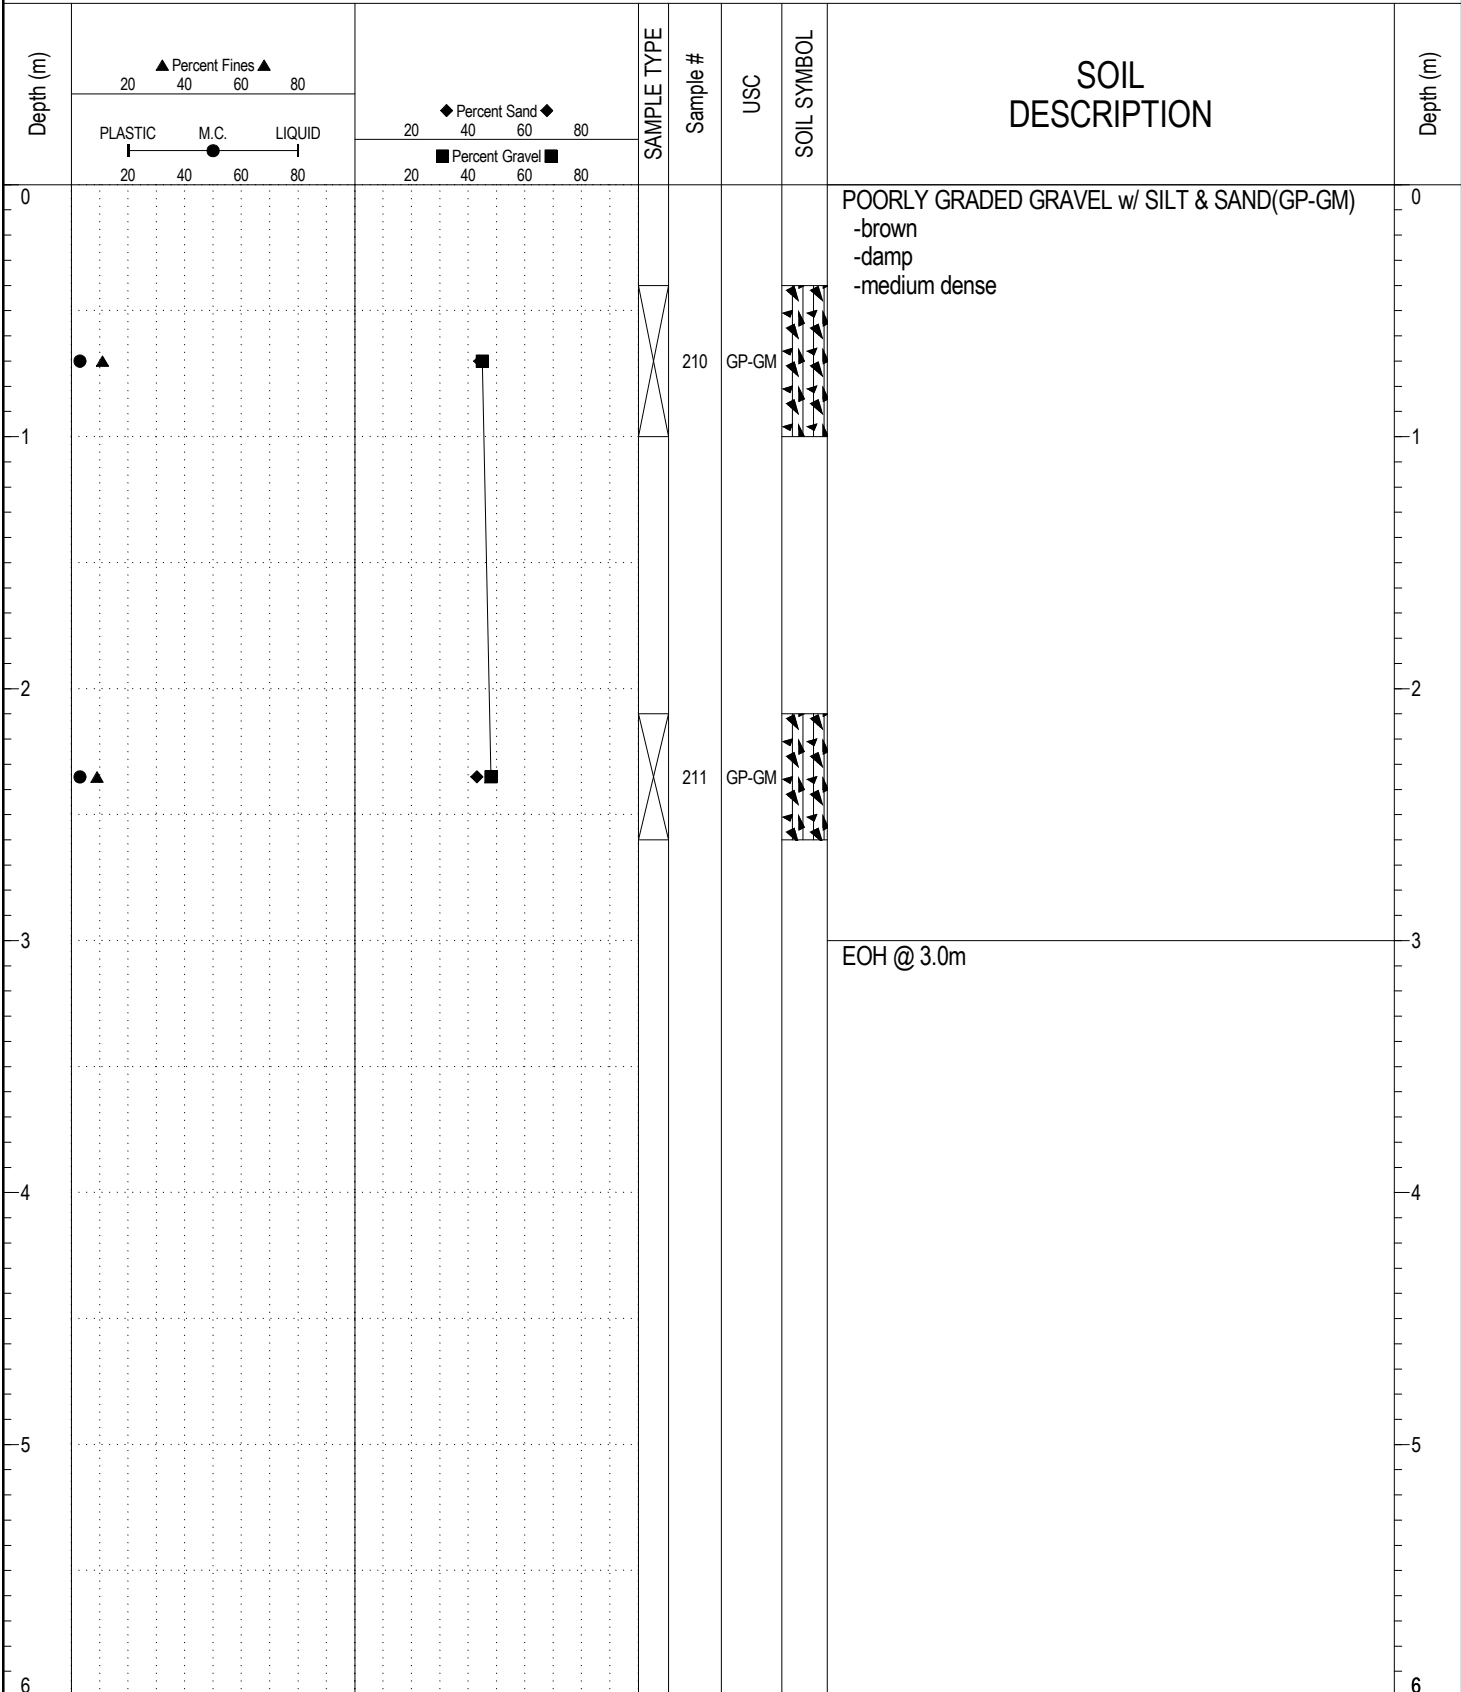 Depth (m)
▲ Percent Fines ▲
20 40 60 80
PLASTIC M.C. LIQUID
20 40 60 80
◆ Percent Sand ◆
20 40 60 80
■ Percent Gravel ■
20 40 60 80
SAMPLE TYPE
Sample #
USC
SOIL SYMBOL
SOIL
DESCRIPTION
Depth (m)
0 POORLY GRADED GRAVEL w/ SILT & SAND(GP-GM) 0
-brown
-damp
-medium dense
210 GP-GM
1 1
2 2
211 GP-GM
3 3
EOH @ 3.0m
4 4
5 5
6 6